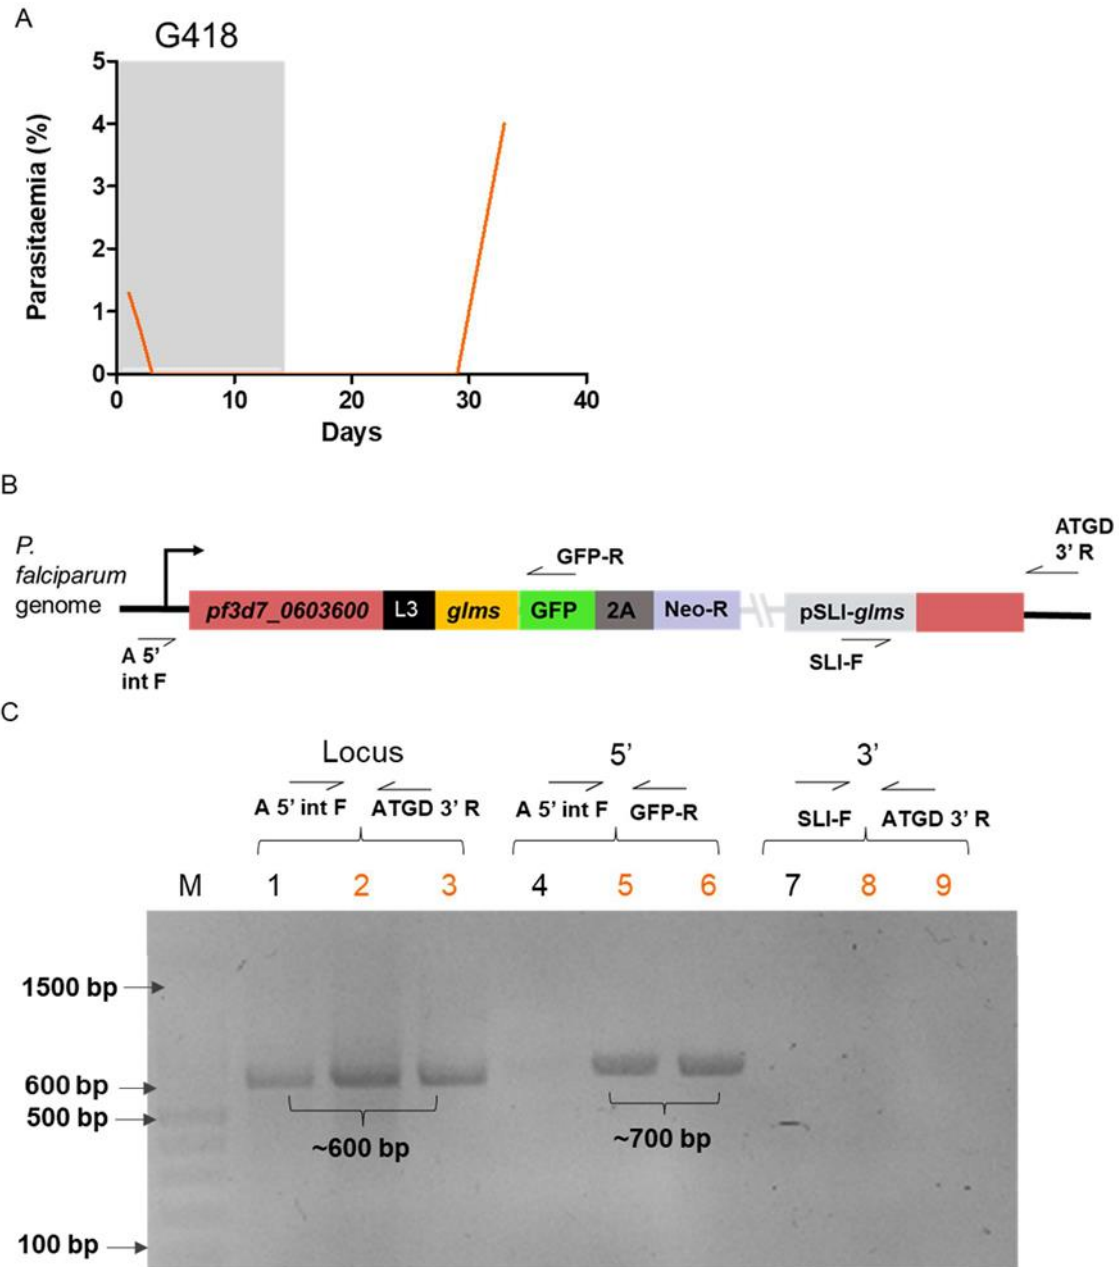 A
G418
5
4
3
2
1
0
Parasitaemia (%)
0 10 20 30 40
Days
B
P.
falciparum
genome
A 5’
int F
pf3d7_0603600 L3 glms GFP 2A Neo-R pSLI-glms
GFP-R
SLI-F
ATGD
3’ R
C
Locus 5’ 3’
A 5’ int F ATGD 3’ R A 5’ int F GFP-R SLI-F ATGD 3’ R
M 1 2 3 4 5 6 7 8 9
1500 bp
600 bp
500 bp
100 bp
~600 bp
~700 bp